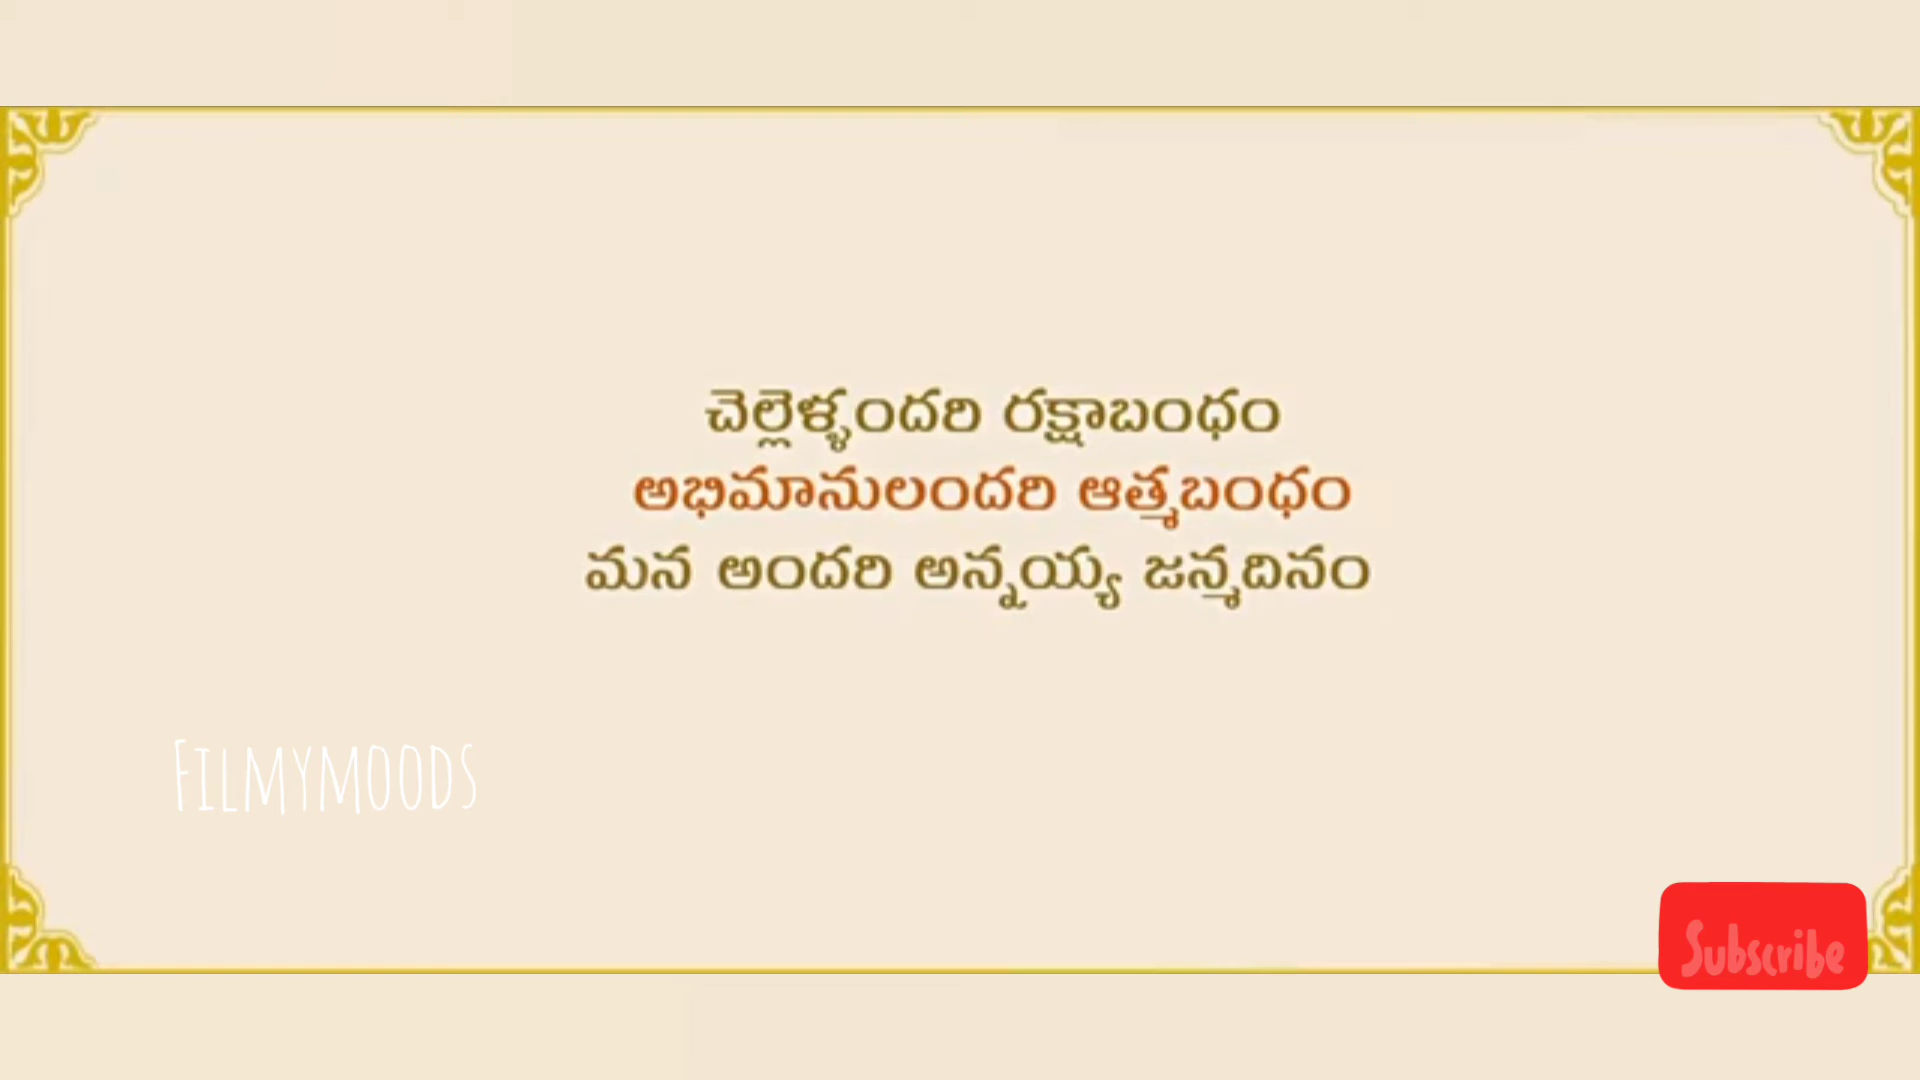 చెల్లెళ్ళందరి రక్షాబంధం
అభిమానులందరి ఆత్మబంధం
మన అందరి అన్నయ్య జన్మదినం
FILMYMOODS
Subscribe